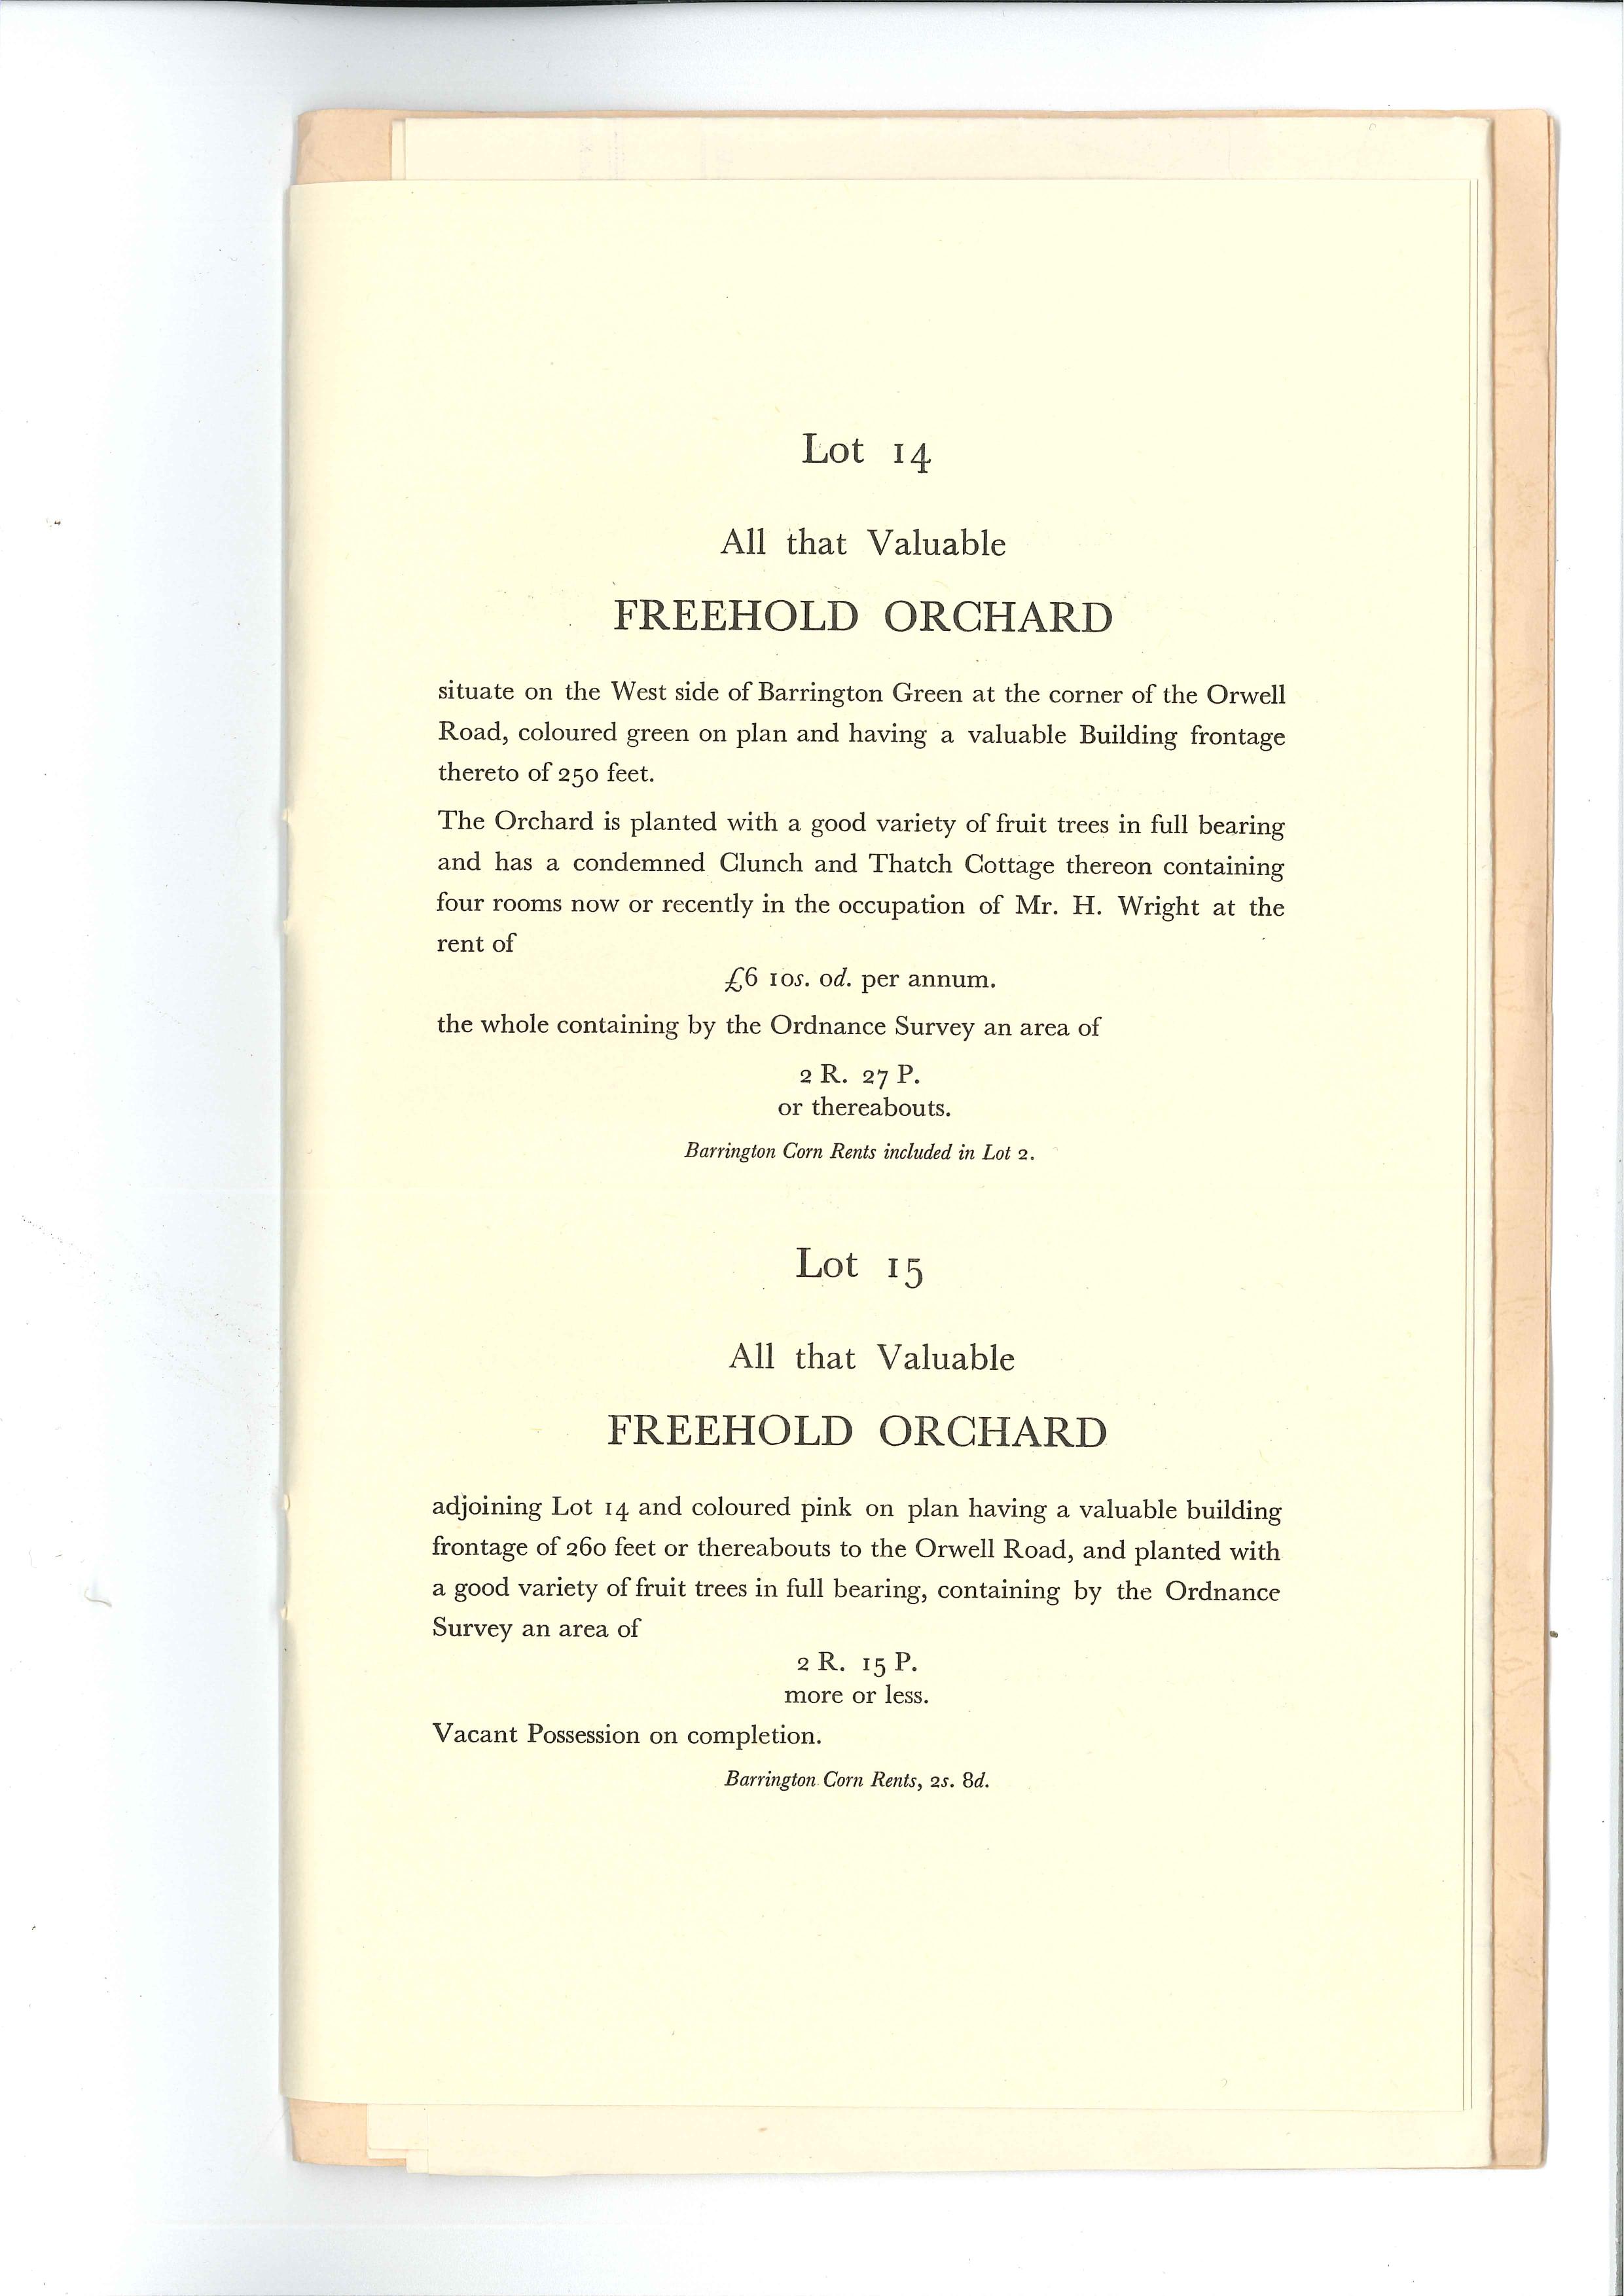 Lot 14
All that Valuable
FREEHOLD ORCHARD
situate on the West side of Barrington Green at the corner of the Orwell
Road, coloured green on plan and having a valuable Building frontage
thereto of 250 feet.
The Orchard is planted with a good variety of fruit trees in full bearing
and has a condemned Clunch and Thatch Cottage thereon containing
four rooms now or recently in the occupation of Mr. H. Wright at the
rent of
£6 10s. 0d. per annum.
the whole containing by the Ordnance Survey an area of
2 R. 27 P.
or thereabouts.
Barrington Corn Rents included in Lot 2.
Lot 15
All that Valuable
FREEHOLD ORCHARD
adjoining Lot 14 and coloured pink on plan having a valuable building
frontage of 260 feet or thereabouts to the Orwell Road, and planted with
a good variety of fruit trees in full bearing, containing by the Ordnance
Survey an area of
2 R. 15 P.
more or less.
Vacant Possession on completion.
Barrington Corn Rents, 2s. 8d.